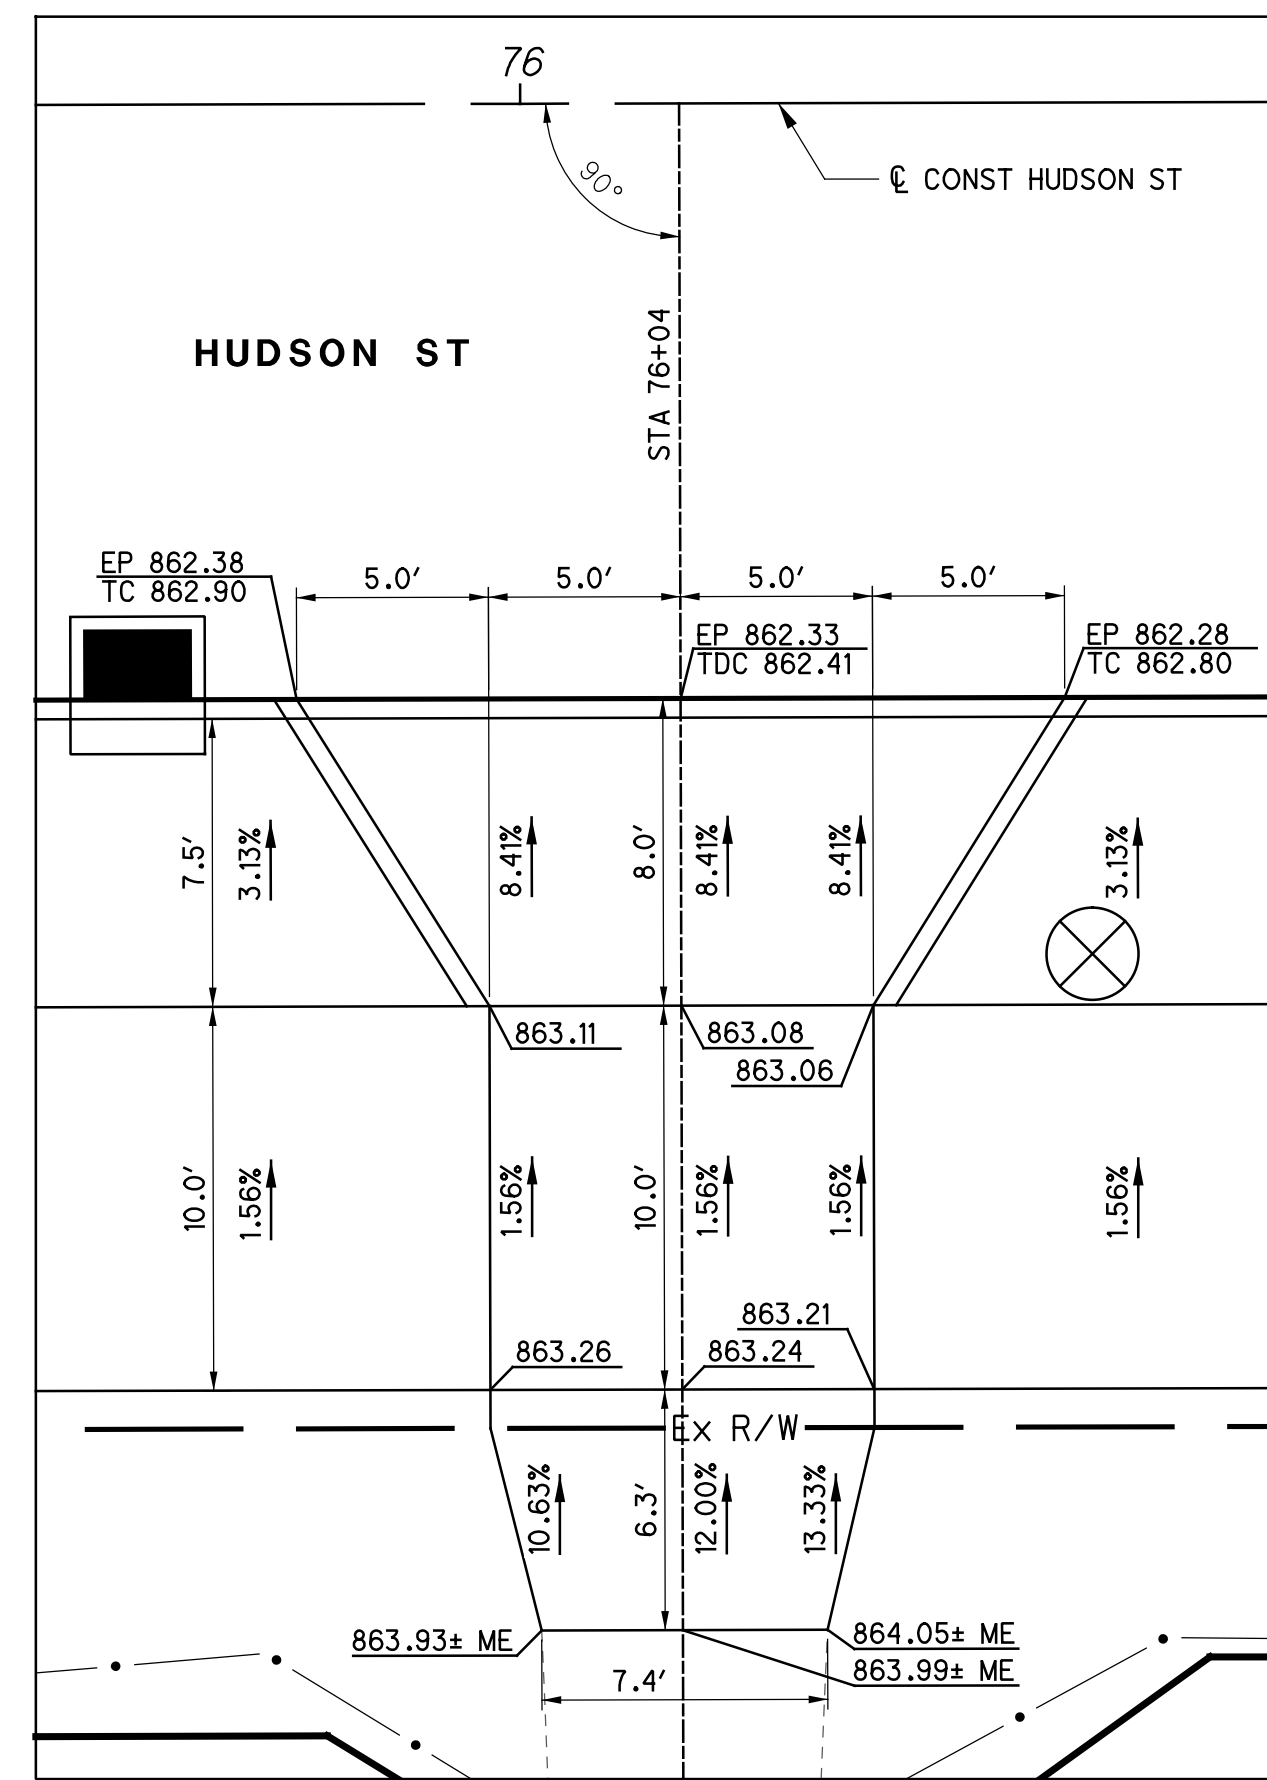 76
90°
℄ CONST HUDSON ST
HUDSON ST
STA 76+04
EP 862.38
TC 862.90
5.0′
5.0′
5.0′
5.0′
EP 862.33
TDC 862.41
EP 862.28
TC 862.80
7.5′
3.13%
8.41%
8.0′
8.41%
8.41%
3.13%
863.11
863.08
863.06
10.0′
1.56%
1.56%
10.0′
1.56%
1.56%
1.56%
863.21
863.26
863.24
Ex R/W
10.63%
6.3′
12.00%
13.33%
863.93± ME
864.05± ME
863.99± ME
7.4′